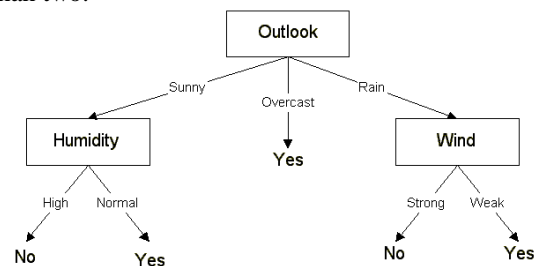 Outlook
Sunny
Overcast
Rain
Humidity
Yes
Wind
High
Normal
Strong
Weak
No
Yes
No
Yes